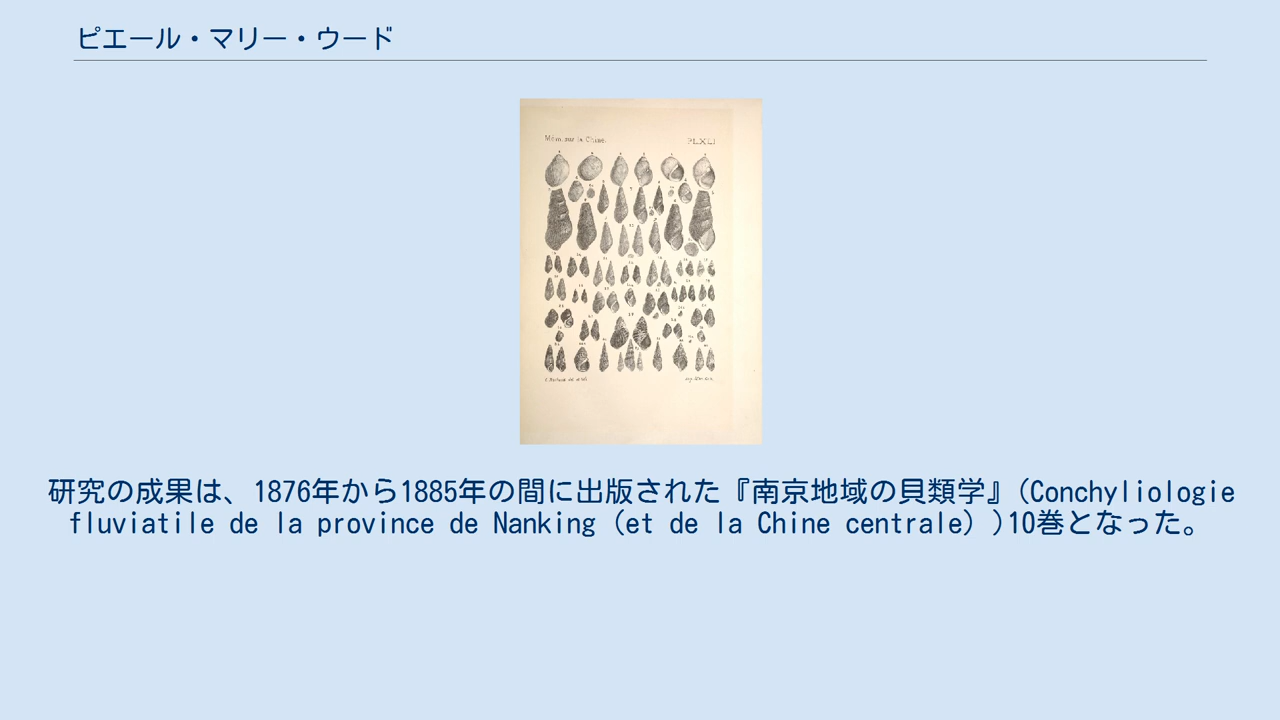 ピエール・マリー・ウード
Mém. sur la Chine.
PL.XLI
研究の成果は、1876年から1885年の間に出版された『南京地域の貝類学』(Conchyliologie
fluviatile de la province de Nanking (et de la Chine centrale) )10巻となった。